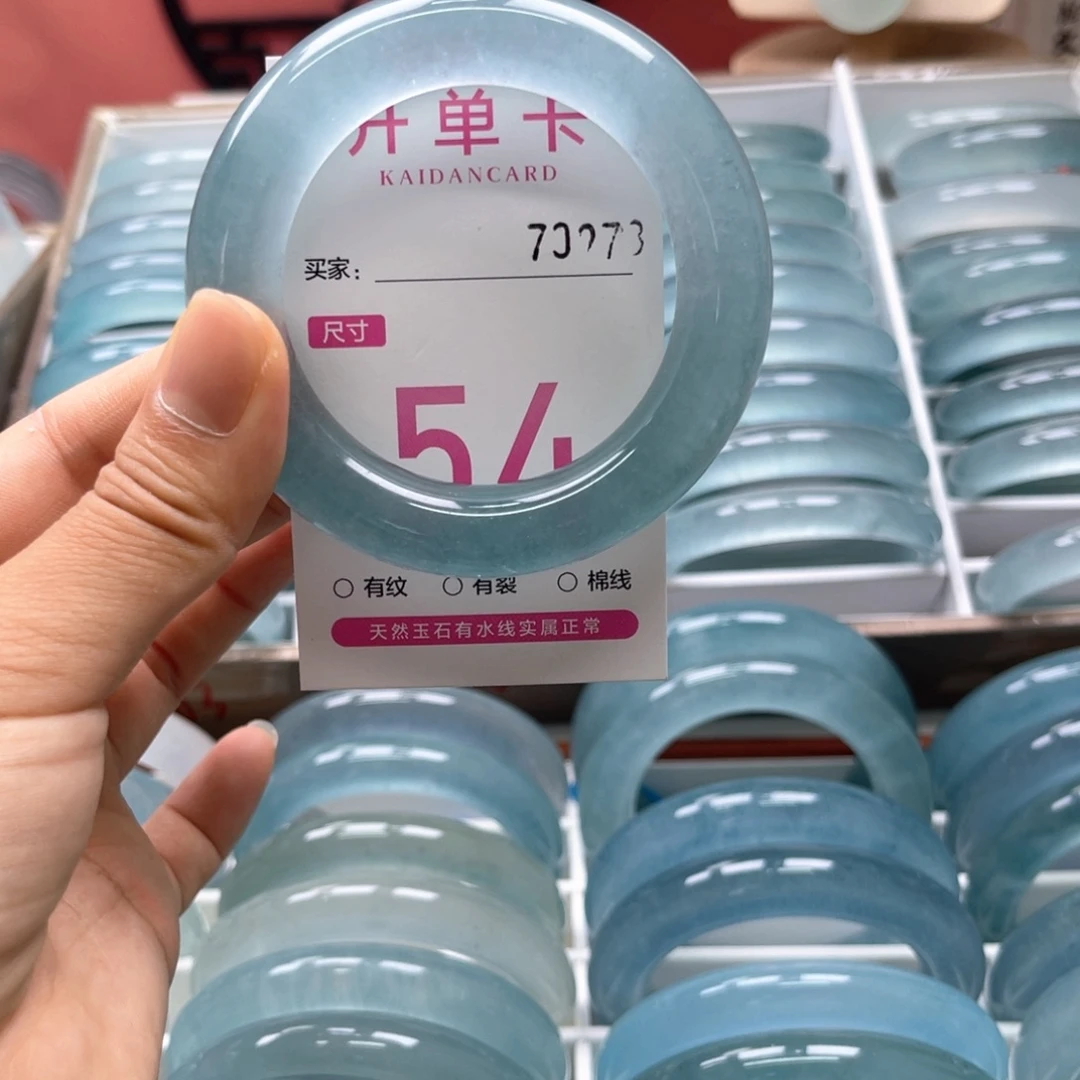 开单卡
KAIDANCARD
买家：
尺寸
54
○ 有纹 ○ 有裂 ○ 棉线
天然玉石有水线实属正常